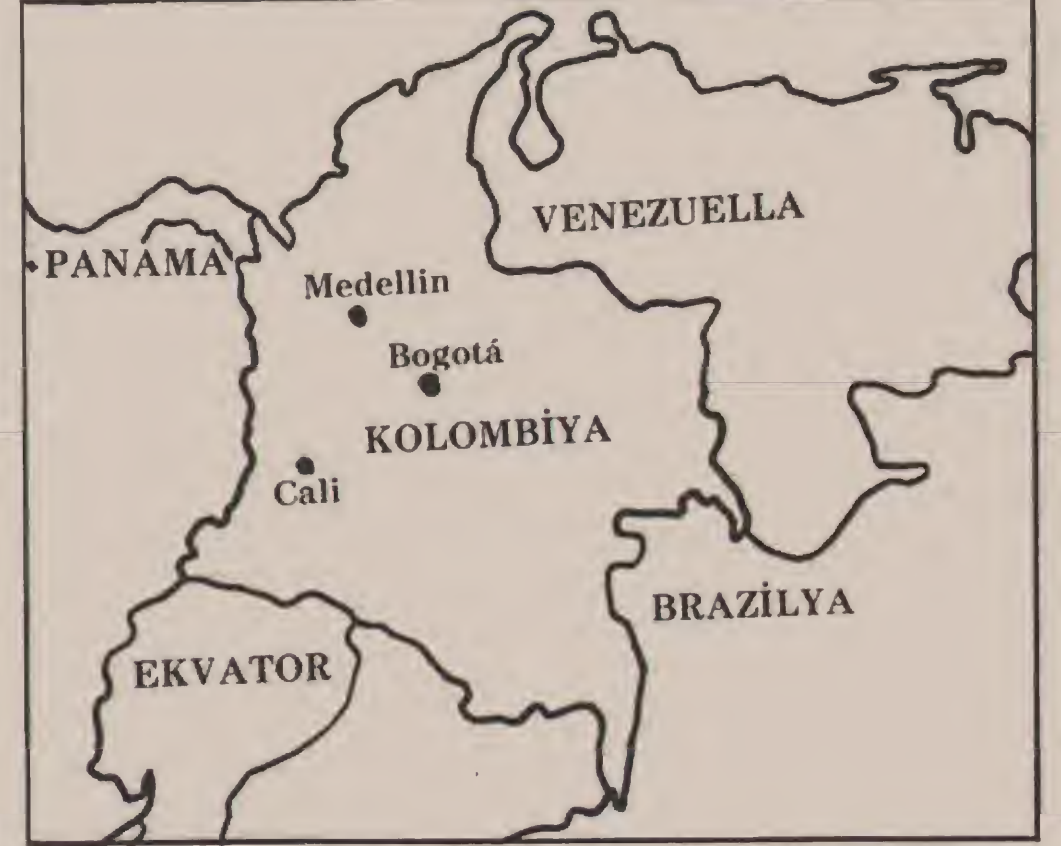 VENEZUELLA
PANAMA
Medellin
Bogotá
KOLOMBİYA
Cali
BRAZİLYA
EKVATOR